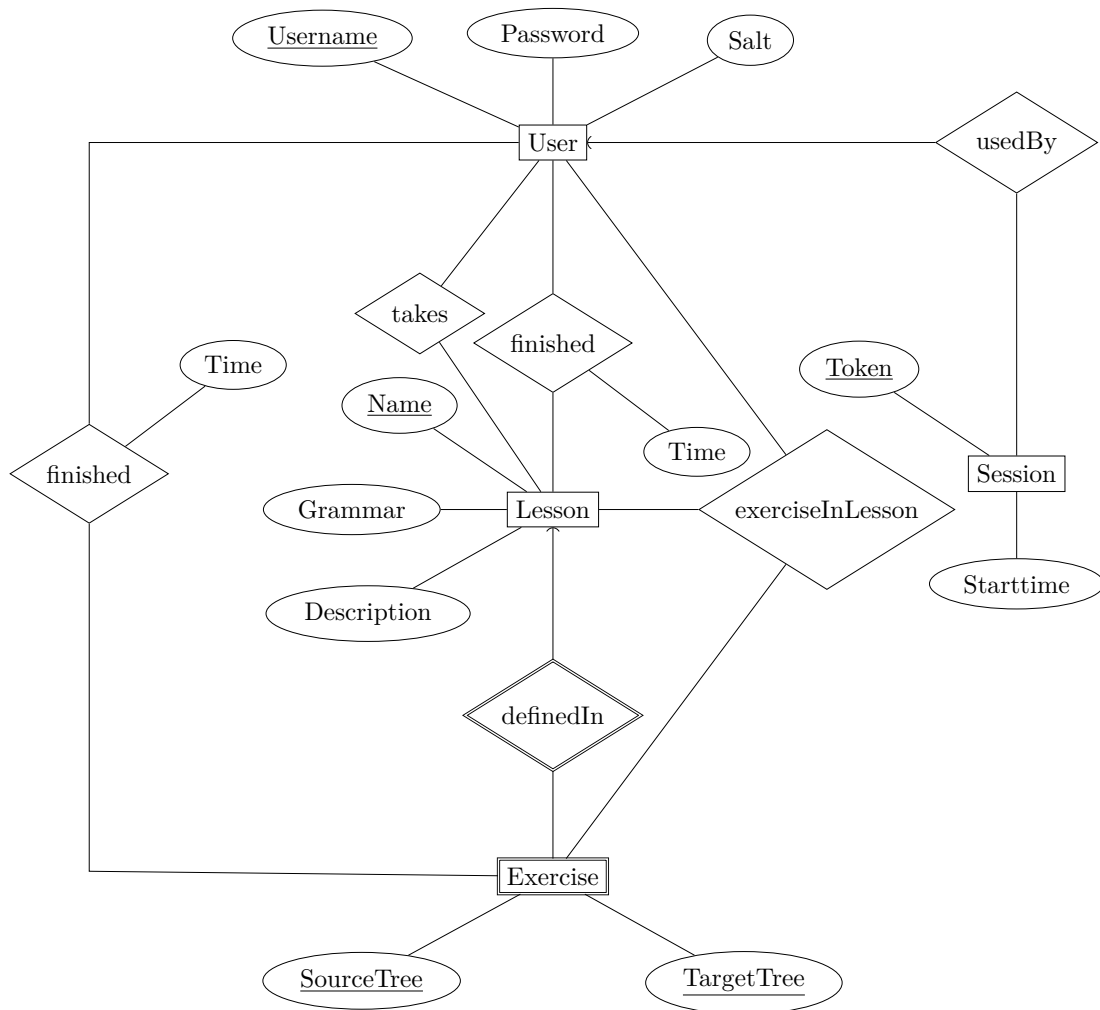 Username
Password
Salt
User
usedBy
takes
finished
Time
Token
Name
Time
finished
Session
Grammar
Lesson
exerciseInLesson
Starttime
Description
definedIn
Exercise
SourceTree
TargetTree